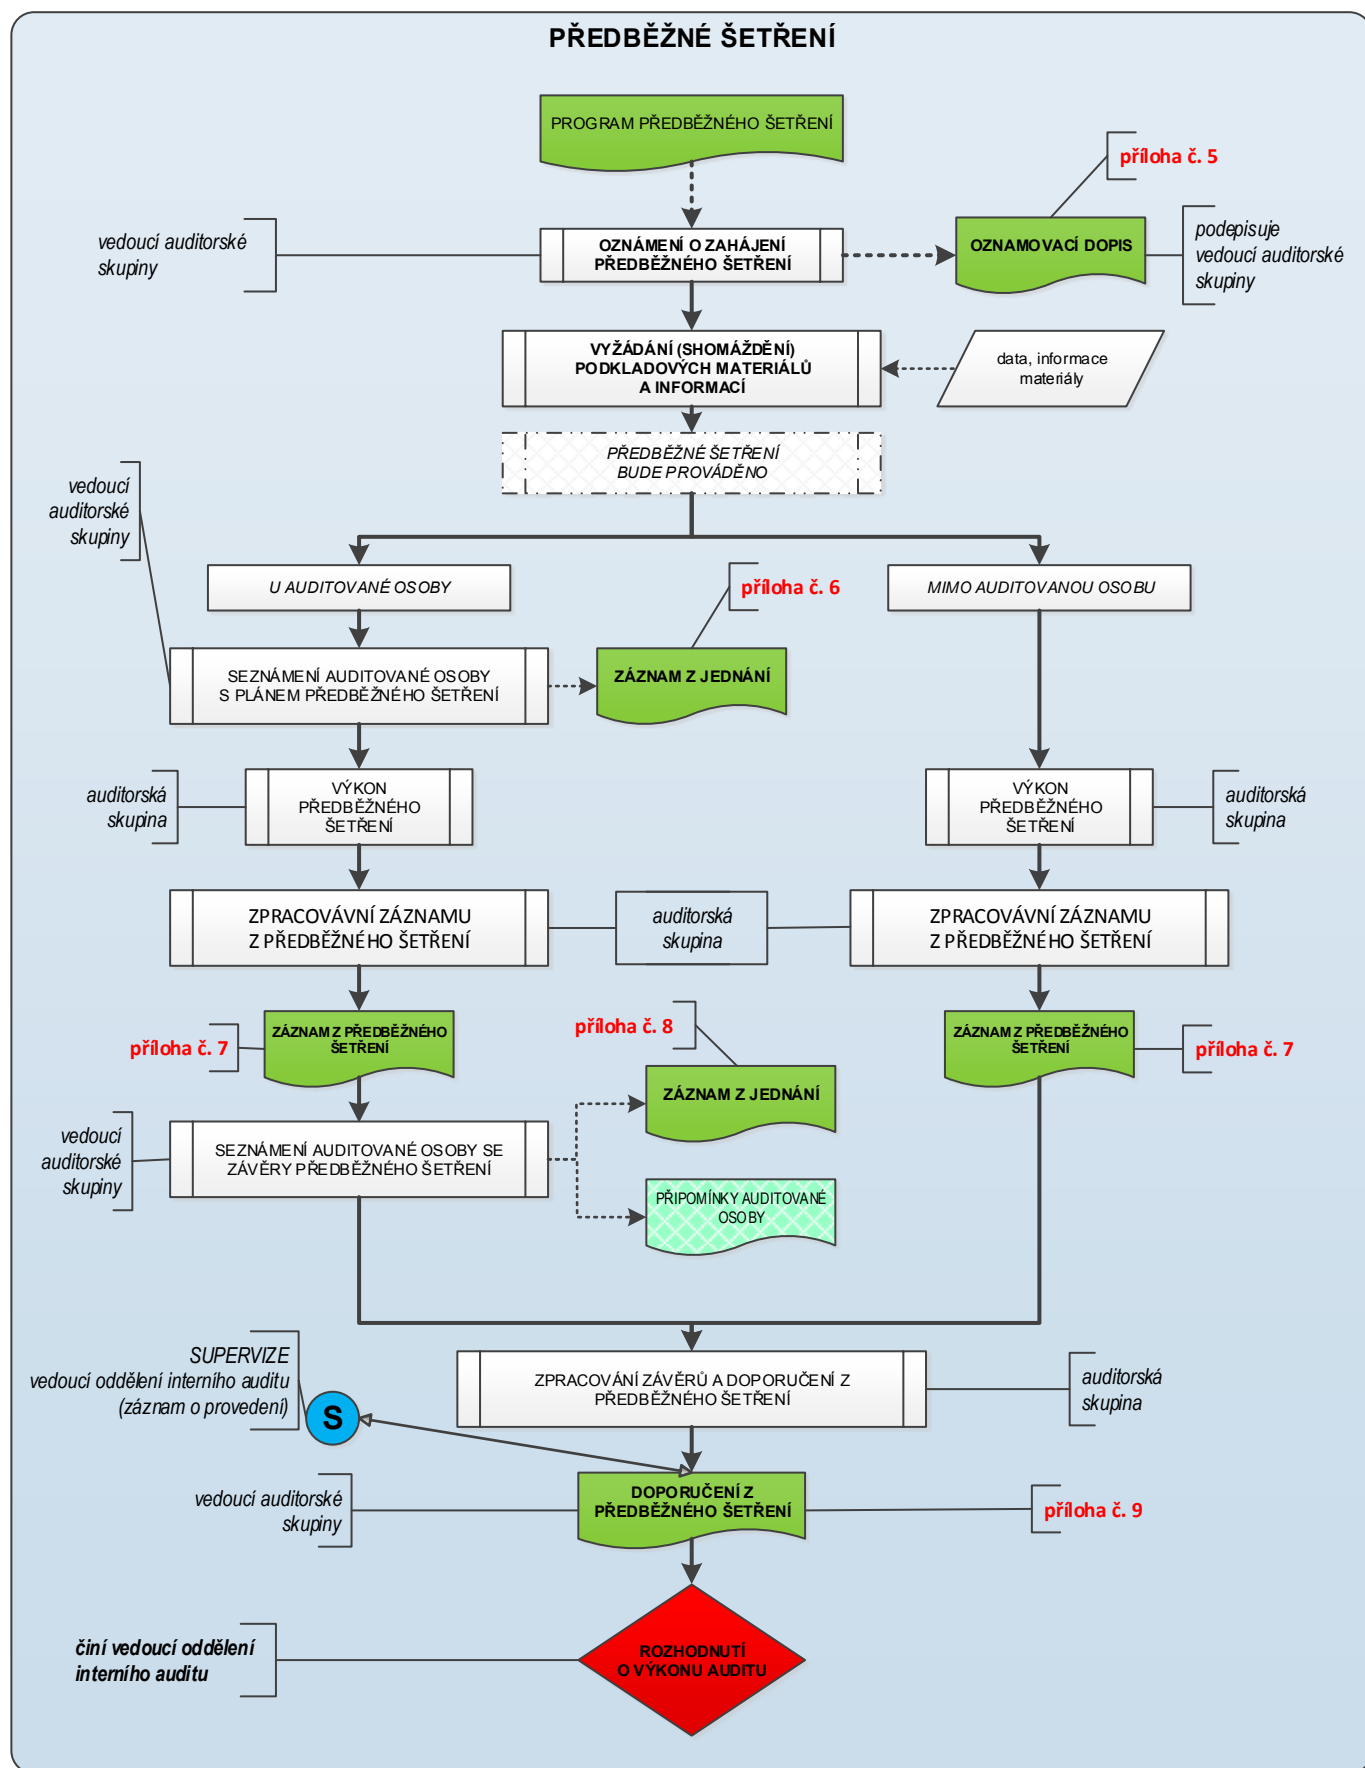 PŘEDBĚŽNÉ ŠETŘENÍ
PROGRAM PŘEDBĚŽNÉHO ŠETŘENÍ
příloha č. 5
vedoucí auditorské
skupiny
OZNÁMENÍ O ZAHÁJENÍ
PŘEDBĚŽNÉHO ŠETŘENÍ
OZNAMOVACÍ DOPIS
podepisuje
vedoucí auditorské
skupiny
VYŽÁDÁNÍ (SHOMÁŽDĚNÍ)
PODKLADOVÝCH MATERIÁLŮ
A INFORMACÍ
data, informace
materiály
PŘEDBĚŽNÉ ŠETŘENÍ
BUDE PROVÁDĚNO
vedoucí
auditorské
skupiny
U AUDITOVANÉ OSOBY
příloha č. 6
MIMO AUDITOVANOU OSOBU
SEZNÁMENÍ AUDITOVANÉ OSOBY
S PLÁNEM PŘEDBĚŽNÉHO ŠETŘENÍ
ZÁZNAM Z JEDNÁNÍ
auditorská
skupina
VÝKON
PŘEDBĚŽNÉHO
ŠETŘENÍ
VÝKON
PŘEDBĚŽNÉHO
ŠETŘENÍ
auditorská
skupina
ZPRACOVÁVNÍ ZÁZNAMU
Z PŘEDBĚŽNÉHO ŠETŘENÍ
auditorská
skupina
ZPRACOVÁVNÍ ZÁZNAMU
Z PŘEDBĚŽNÉHO ŠETŘENÍ
příloha č. 7
ZÁZNAM Z PŘEDBĚŽNÉHO
ŠETŘENÍ
příloha č. 8
ZÁZNAM Z PŘEDBĚŽNÉHO
ŠETŘENÍ
příloha č. 7
ZÁZNAM Z JEDNÁNÍ
vedoucí
auditorské
skupiny
SEZNÁMENÍ AUDITOVANÉ OSOBY SE
ZÁVĚRY PŘEDBĚŽNÉHO ŠETŘENÍ
PŘIPOMÍNKY AUDITOVANÉ
OSOBY
SUPERVIZE
vedoucí oddělení interního auditu
(záznam o provedení)
S
ZPRACOVÁNÍ ZÁVĚRŮ A DOPORUČENÍ Z
PŘEDBĚŽNÉHO ŠETŘENÍ
auditorská
skupina
vedoucí auditorské
skupiny
DOPORUČENÍ Z
PŘEDBĚŽNÉHO ŠETŘENÍ
příloha č. 9
činí vedoucí oddělení
interního auditu
ROZHODNUTÍ
O VÝKONU AUDITU